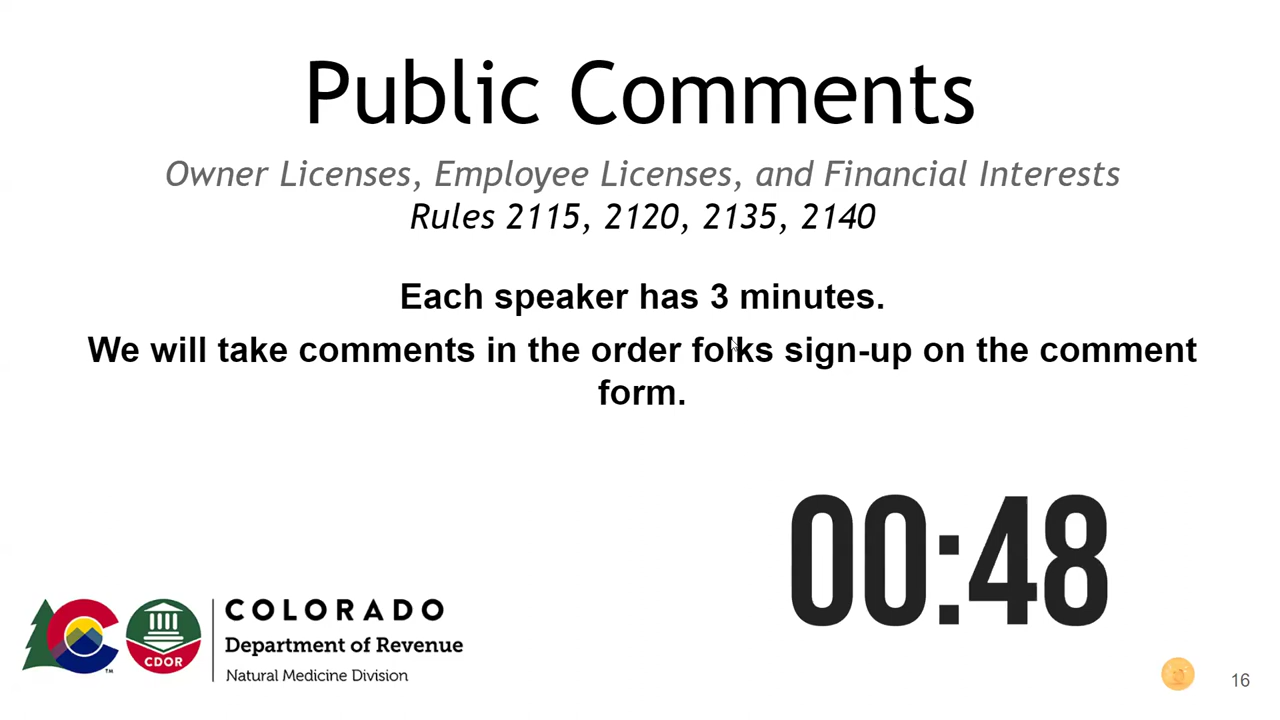 Public Comments
Owner Licenses, Employee Licenses, and Financial Interests
Rules 2115, 2120, 2135, 2140
Each speaker has 3 minutes.
We will take comments in the order folks sign-up on the comment
form.
00:48
CDOR
TM
COLORADO
Department of Revenue
Natural Medicine Division
16